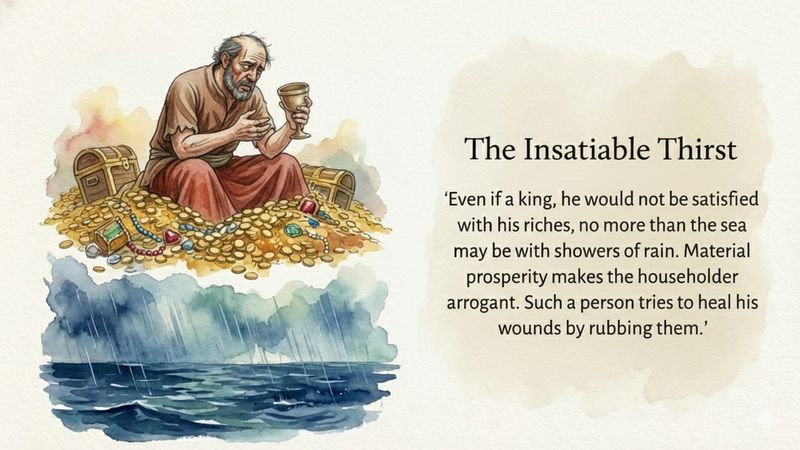 The Insatiable Thirst
‘Even if a king, he would not be satisfied
with his riches, no more than the sea
may be with showers of rain. Material
prosperity makes the householder
arrogant. Such a person tries to heal his
wounds by rubbing them.’